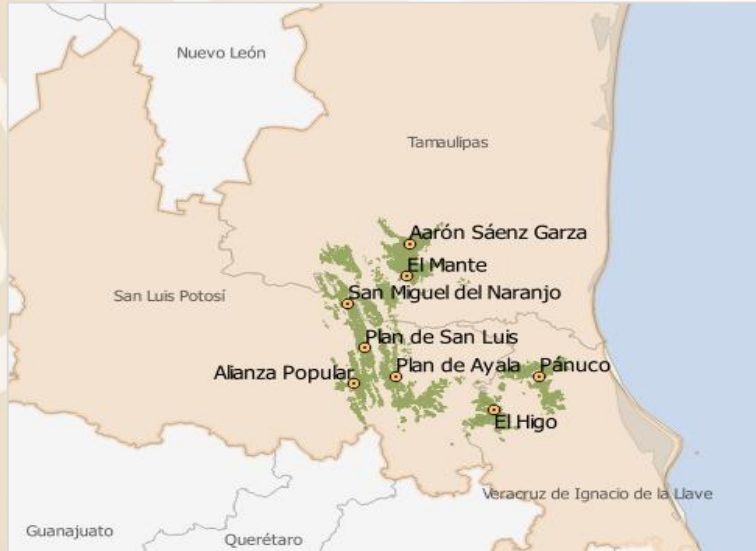 Nuevo León
Tamaulipas
Aarón Sáenz Garza
El Mante
San Luis Potosí
San Miguel del Naranjo
Plan de San Luis
Alianza Popular
Plan de Ayala
Pánuco
El Higo
Veracruz de Ignacio de la Llave
Guanajuato
Querétaro